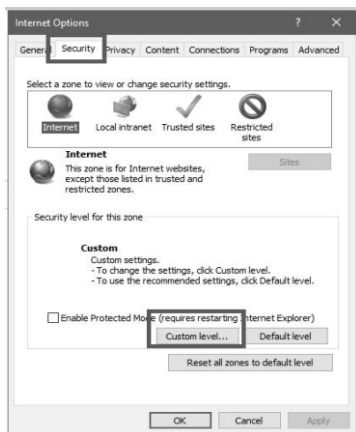 Internet Options ? ×
General Security Privacy Content Connections Programs Advanced
Select a zone to view or change security settings.
Internet Local intranet Trusted sites Restricted
sites
Internet
This zone is for Internet websites,
except those listed in trusted and
restricted zones.
Sites
Security level for this zone
Custom
Custom settings.
- To change the settings, click Custom level.
- To use the recommended settings, click Default level.
Enable Protected Mode (requires restarting Internet Explorer)
Custom level... Default level
Reset all zones to default level
OK Cancel Apply